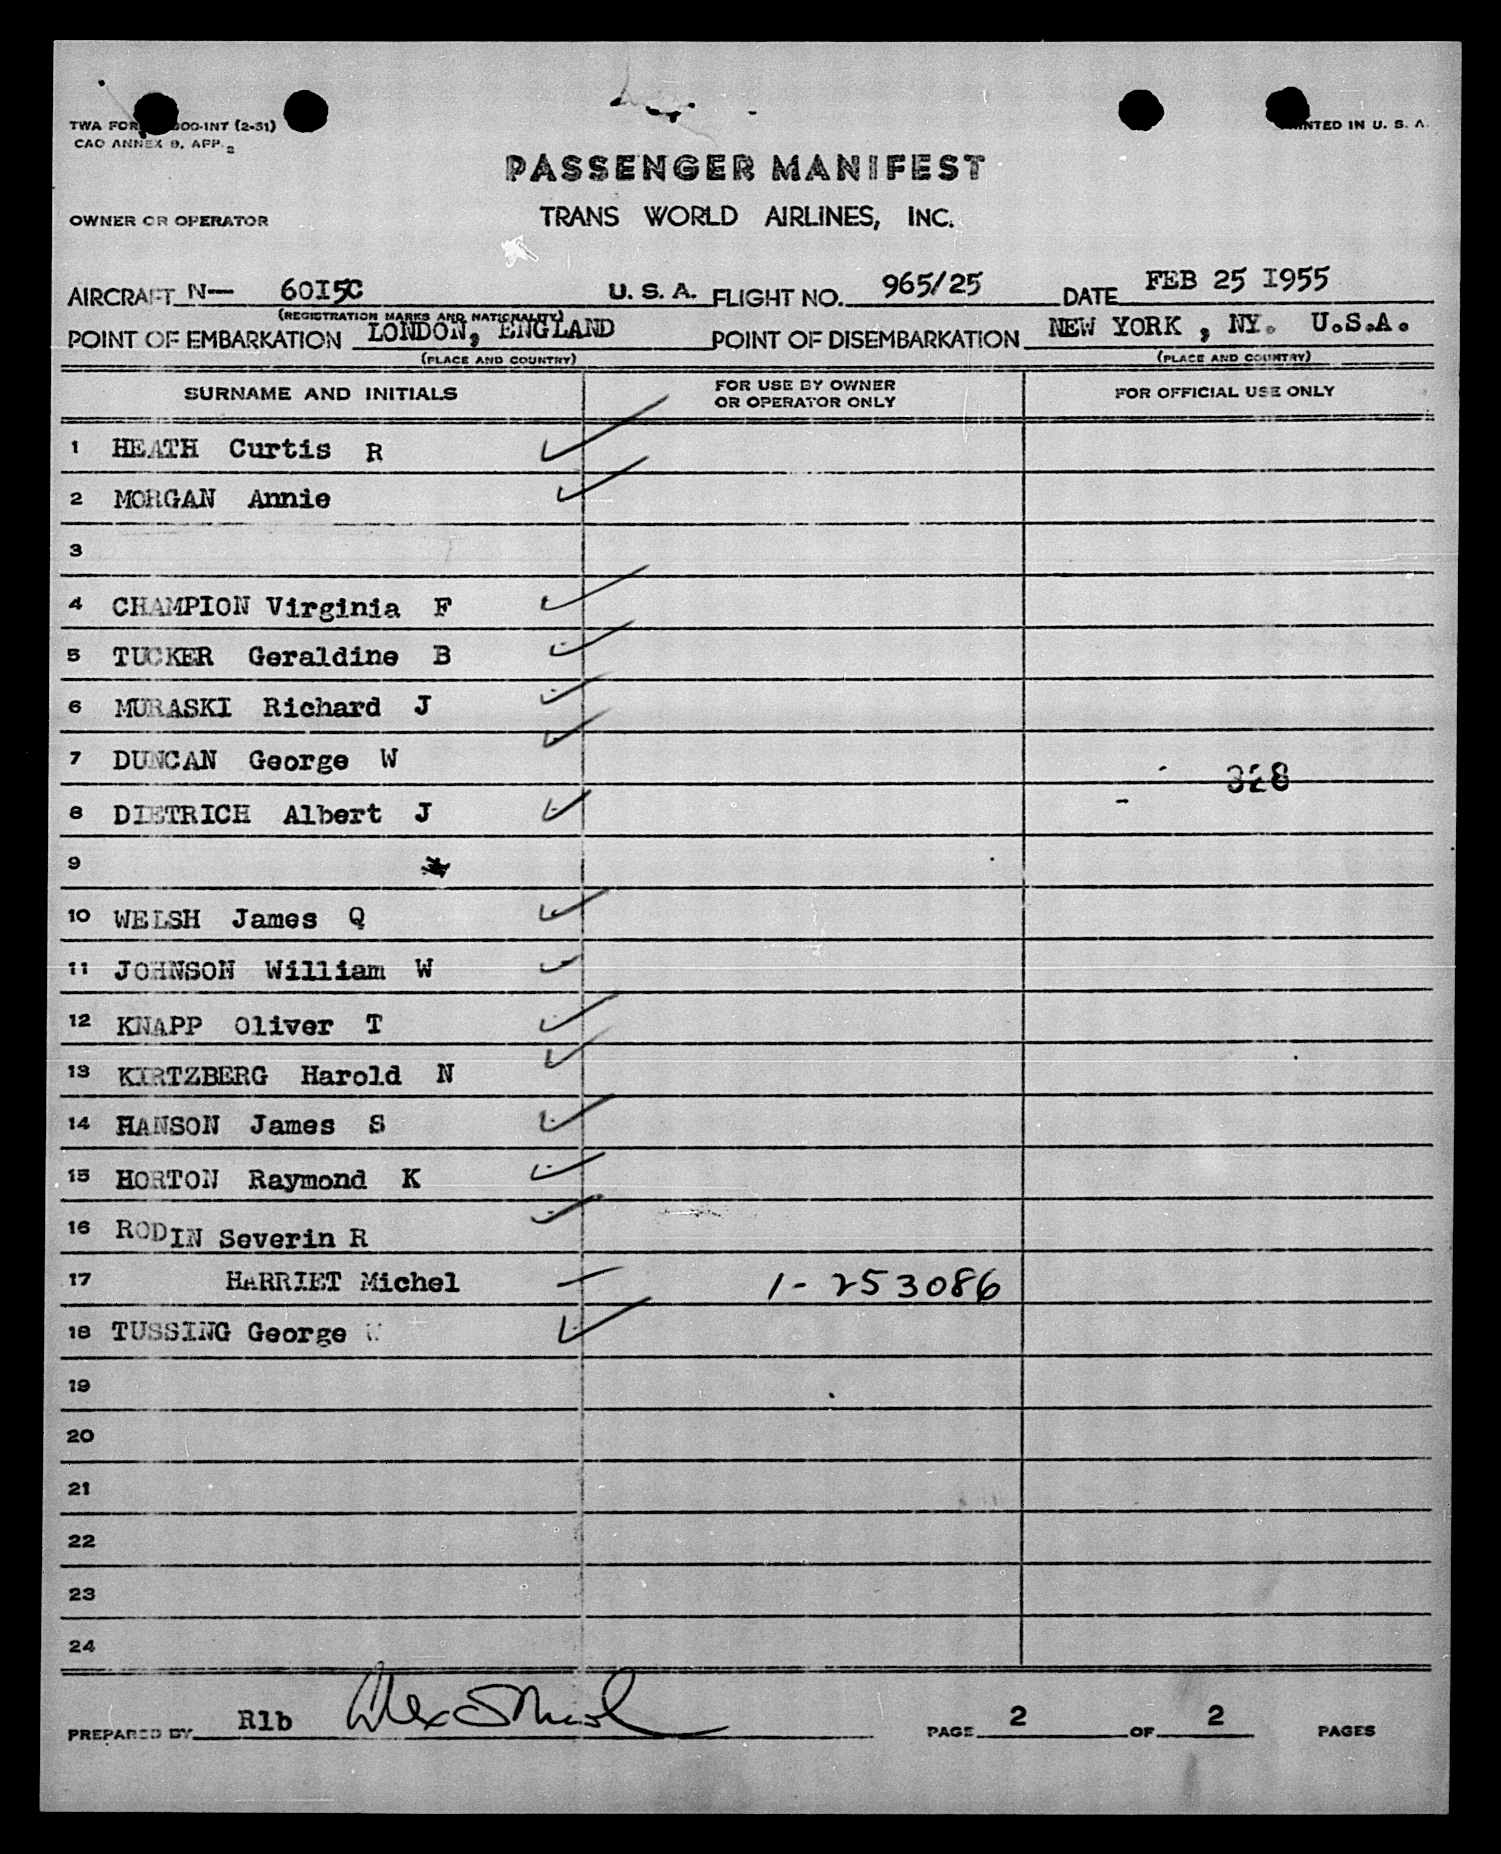 TWA FOR 00-INT (2-51)
CAO ANNEX 9, APP. 2
PRINTED IN U. S. A.
PASSENGER MANIFEST
OWNER OR OPERATOR TRANS WORLD AIRLINES, INC.
AIRCRAFT N— 6015C U. S. A. FLIGHT NO. 965/25 DATE FEB 25 1955
(REGISTRATION MARKS AND NATIONALITY)
POINT OF EMBARKATION LONDON, ENGLAND POINT OF DISEMBARKATION NEW YORK , NY. U.S.A.
(PLACE AND COUNTRY) (PLACE AND COUNTRY)
SURNAME AND INITIALS FOR USE BY OWNER OR OPERATOR ONLY FOR OFFICIAL USE ONLY
1 HEATH Curtis R
2 MORGAN Annie
3
4 CHAMPION Virginia F
5 TUCKER Geraldine B
6 MURASKI Richard J
7 DUNCAN George W
328
8 DIETRICH Albert J
9
10 WELSH James Q
11 JOHNSON William W
12 KNAPP Oliver T
13 KIRTZBERG Harold N
14 HANSON James S
15 HORTON Raymond K
16 RODIN Severin R
17 HARRIET Michel 1-253086
18 TUSSING George
19
20
21
22
23
24
PREPARED BY Rlb PAGE 2 OF 2 PAGES